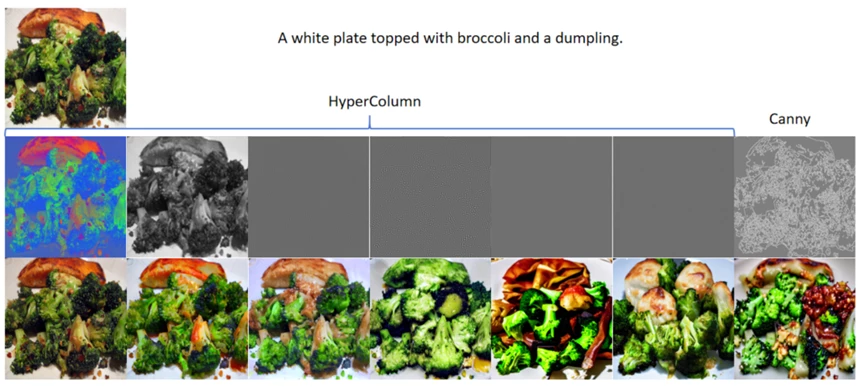 A white plate topped with broccoli and a dumpling.
HyperColumn
Canny